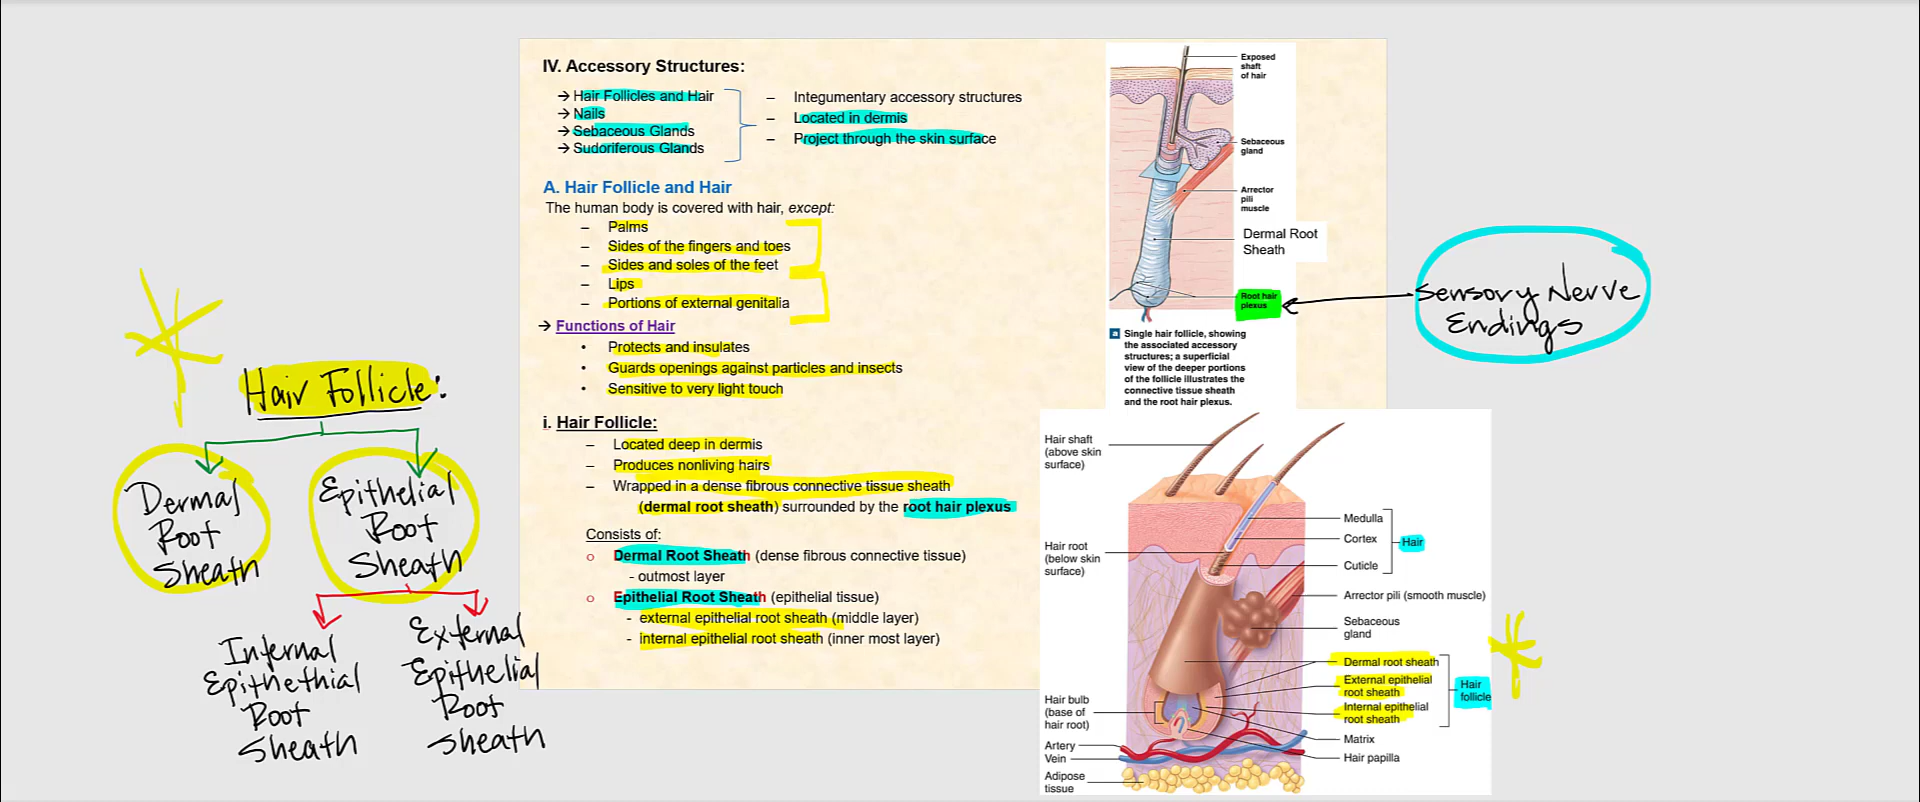 IV. Accessory Structures:
→ Hair Follicles and Hair
→ Nails
→ Sebaceous Glands
→ Sudoriferous Glands
– Integumentary accessory structures
– Located in dermis
– Project through the skin surface
A. Hair Follicle and Hair
The human body is covered with hair, except:
– Palms
– Sides of the fingers and toes
– Sides and soles of the feet
– Lips
– Portions of external genitalia
→ Functions of Hair
• Protects and insulates
• Guards openings against particles and insects
• Sensitive to very light touch
i. Hair Follicle:
– Located deep in dermis
– Produces nonliving hairs
– Wrapped in a dense fibrous connective tissue sheath
(dermal root sheath) surrounded by the root hair plexus
Consists of:
o Dermal Root Sheath (dense fibrous connective tissue)
- outmost layer
o Epithelial Root Sheath (epithelial tissue)
- external epithelial root sheath (middle layer)
- internal epithelial root sheath (inner most layer)
Hair Follicle:
Dermal
Root
Sheath
Epithelial
Root
Sheath
Internal
Epithethial
Root
Sheath
External
Epithelial
Root
Sheath
Exposed
shaft
of hair
Sebaceous
gland
Arrector
pili
muscle
Dermal Root
Sheath
Root hair
plexus
Sensory Nerve
Endings
a Single hair follicle, showing
the associated accessory
structures; a superficial
view of the deeper portions
of the follicle illustrates the
connective tissue sheath
and the root hair plexus.
Hair shaft
(above skin
surface)
Hair root
(below skin
surface)
Hair bulb
(base of
hair root)
Artery
Vein
Adipose
tissue
Medulla
Cortex
Cuticle
Hair
Arrector pili (smooth muscle)
Sebaceous
gland
Dermal root sheath
External epithelial
root sheath
Internal epithelial
root sheath
Hair
follicle
Matrix
Hair papilla